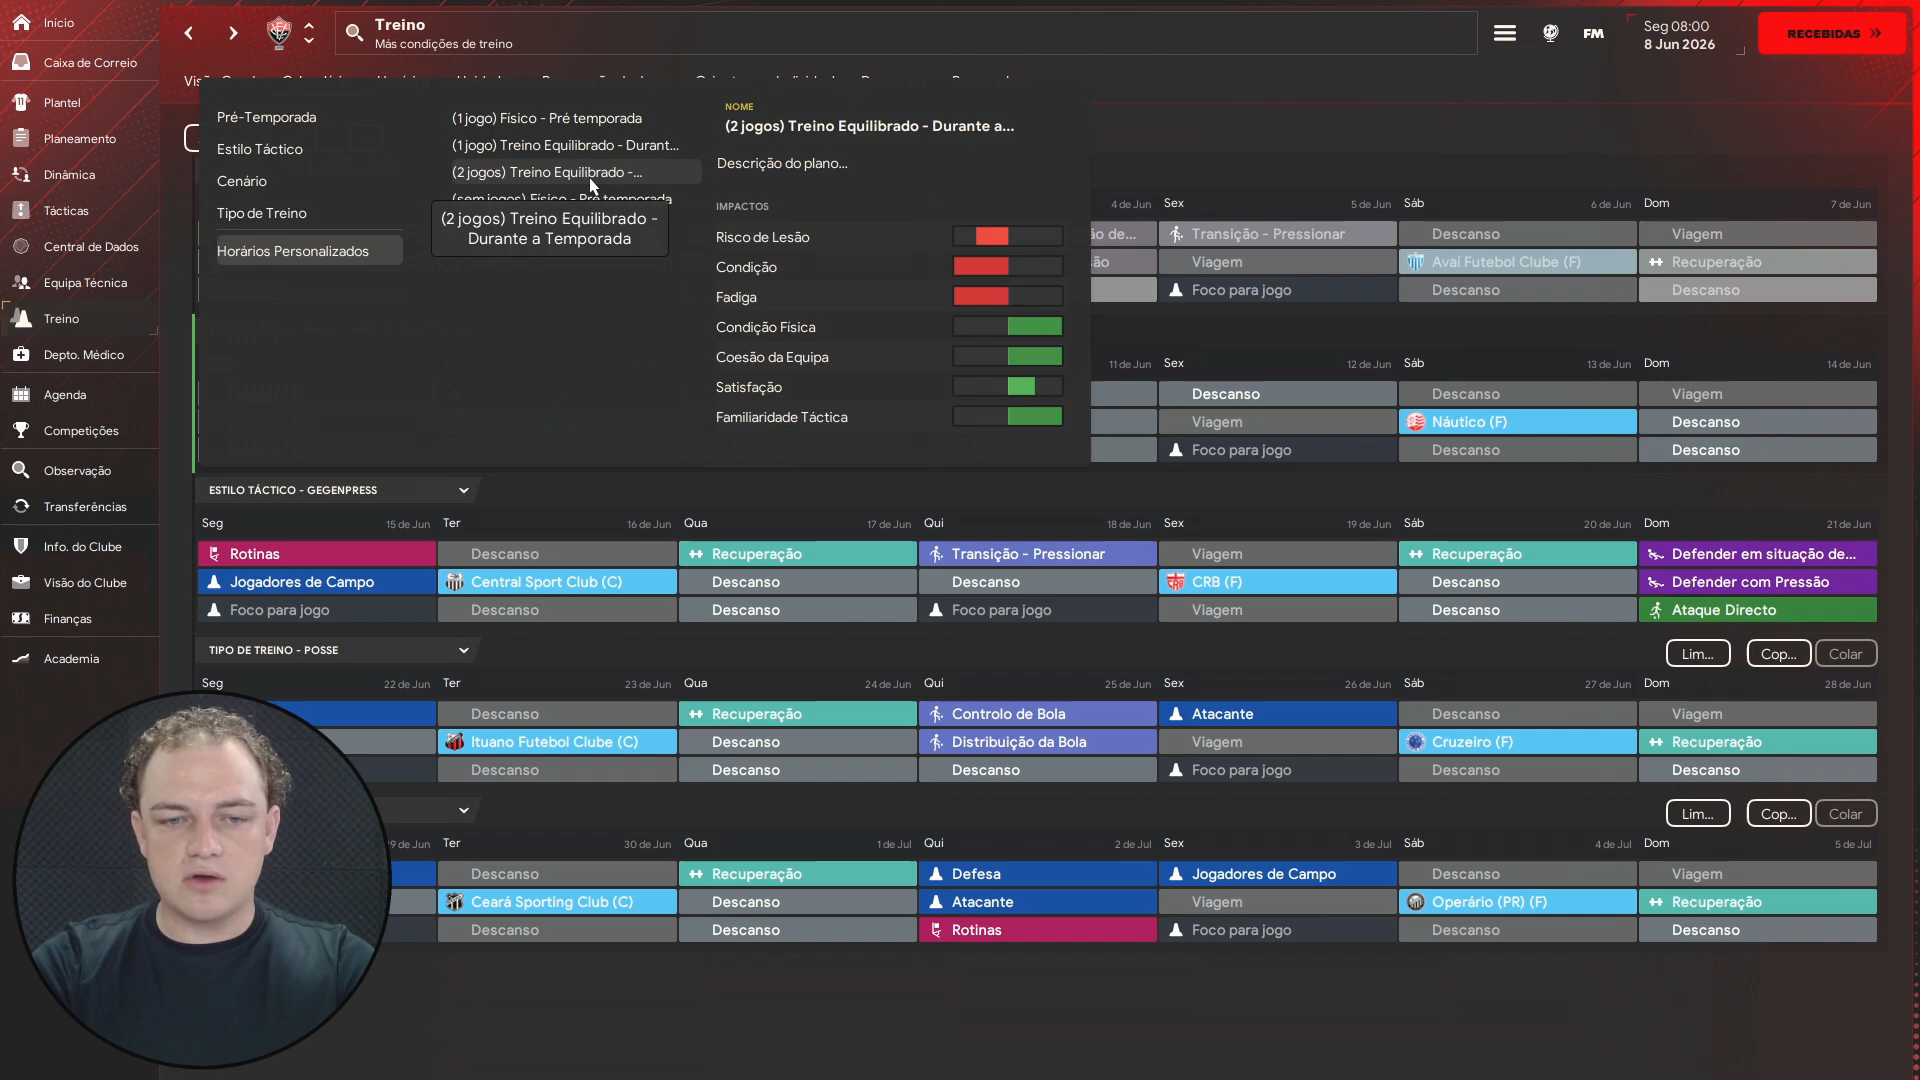 Início
Caixa de Correio
Plantel
Planeamento
Dinâmica
Tácticas
Central de Dados
Equipa Técnica
Treino
Depto. Médico
Agenda
Competições
Observação
Transferências
Info. do Clube
Visão do Clube
Finanças
Academia
Treino
Más condições de treino
FM
Seg 08:00
8 Jun 2026
RECEBIDAS
Pré-Temporada
Estilo Táctico
Cenário
Tipo de Treino
Horários Personalizados
(1 jogo) Físico - Pré temporada
(1 jogo) Treino Equilibrado - Durant...
(2 jogos) Treino Equilibrado -...
(sem jogos) Físico - Pré temporada
(2 jogos) Treino Equilibrado -
Durante a Temporada
NOME
(2 jogos) Treino Equilibrado - Durante a...
Descrição do plano...
IMPACTOS
Risco de Lesão
Condição
Fadiga
Condição Física
Coesão da Equipa
Satisfação
Familiaridade Táctica
4 de Jun Sex 5 de Jun Sáb 6 de Jun Dom 7 de Jun
Transição - Pressionar Descanso Viagem
Viagem Avaí Futebol Clube (F) Recuperação
Foco para jogo Descanso Descanso
11 de Jun Sex 12 de Jun Sáb 13 de Jun Dom 14 de Jun
Descanso Descanso Viagem
Viagem Náutico (F) Descanso
Foco para jogo Descanso Descanso
ESTILO TÁCTICO - GEGENPRESS
Seg 15 de Jun Ter 16 de Jun Qua 17 de Jun Qui 18 de Jun Sex 19 de Jun Sáb 20 de Jun Dom 21 de Jun
Rotinas Descanso Recuperação Transição - Pressionar Viagem Recuperação Defender em situação de...
Jogadores de Campo Central Sport Club (C) Descanso Descanso CRB (F) Descanso Defender com Pressão
Foco para jogo Descanso Descanso Foco para jogo Viagem Descanso Ataque Directo
TIPO DE TREINO - POSSE
Lim... Cop... Colar
Seg 22 de Jun Ter 23 de Jun Qua 24 de Jun Qui 25 de Jun Sex 26 de Jun Sáb 27 de Jun Dom 28 de Jun
Descanso Recuperação Controlo de Bola Atacante Descanso Viagem
Ituano Futebol Clube (C) Descanso Distribuição da Bola Viagem Cruzeiro (F) Recuperação
Descanso Descanso Descanso Foco para jogo Descanso Descanso
Lim... Cop... Colar
9 de Jun Ter 30 de Jun Qua 1 de Jul Qui 2 de Jul Sex 3 de Jul Sáb 4 de Jul Dom 5 de Jul
Descanso Recuperação Defesa Jogadores de Campo Descanso Viagem
Ceará Sporting Club (C) Descanso Atacante Viagem Operário (PR) (F) Recuperação
Descanso Descanso Rotinas Foco para jogo Descanso Descanso